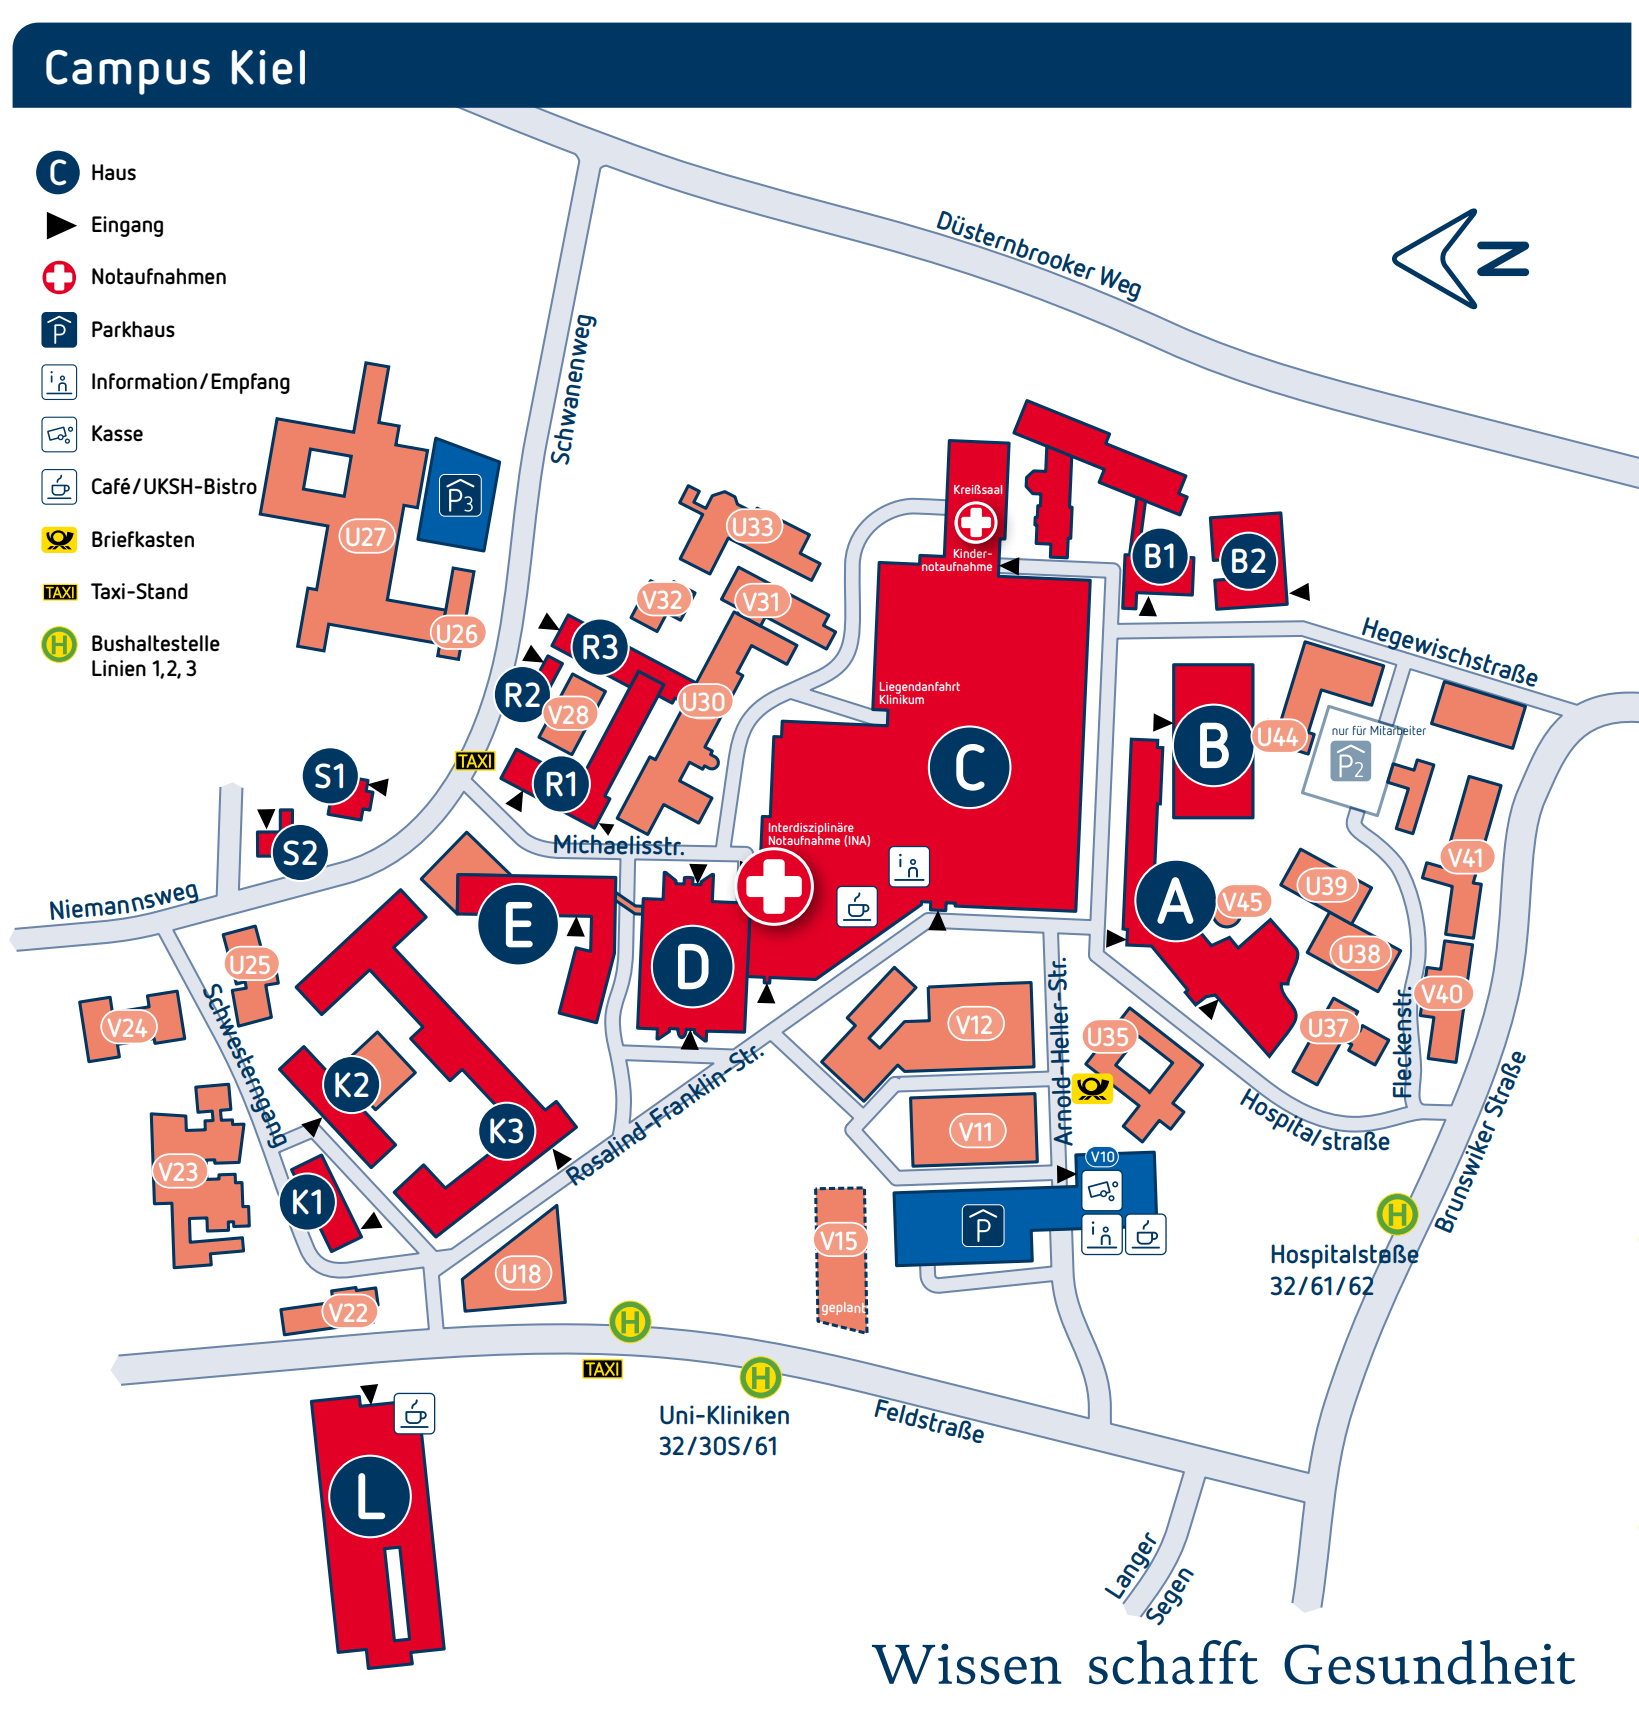 Campus Kiel
C Haus
Eingang
Notaufnahmen
P Parkhaus
i Information/Empfang
Kasse
Café/UKSH-Bistro
Briefkasten
TAXI Taxi-Stand
H Bushaltestelle
Linien 1,2, 3
Düsternbrooker Weg
N
Schwanenweg
P3
U27
U26
U33
V32
V31
U30
R3
R2
V28
R1
TAXI
Kreißsaal
Kinder-
notaufnahme
B1
B2
Hegewischstraße
Liegendanfahrt
Klinikum
C
B
U44
nur für Mitarbeiter
P2
S1
S2
Niemannsweg
Michaelisstr.
Interdisziplinäre
Notaufnahme (INA)
i
E
D
A
V45
U39
U38
V41
V40
U37
Fleckenstr.
U25
V24
Schwesterngang
K2
K3
K1
V23
V22
U18
Rosalind-Franklin-Str.
V12
V11
Arnold-Heller-Str.
U35
Hospitalstraße
Brunswiker Straße
V10
P
i
V15
geplant
H
Hospitalstaße
32/61/62
H
TAXI
H
Uni-Kliniken
32/30S/61
Feldstraße
L
Langer
Segen
Wissen schafft Gesundheit